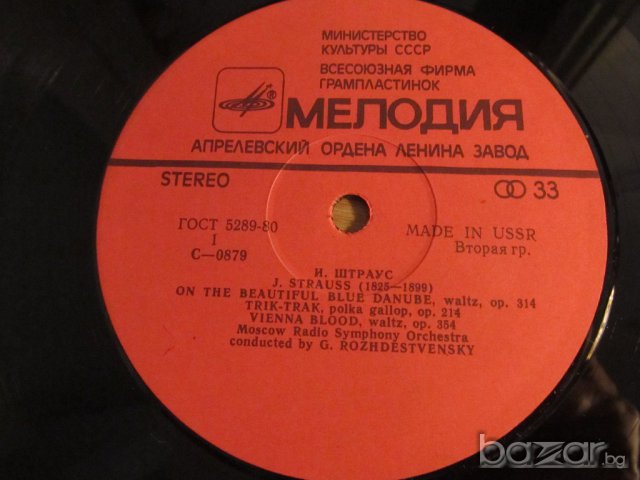 МИНИСТЕРСТВО
КУЛЬТУРЫ СССР
ВСЕСОЮЗНАЯ ФИРМА
ГРАМПЛАСТИНОК
®
МЕЛОДИЯ
АПРЕЛЕВСКИЙ ОРДЕНА ЛЕНИНА ЗАВОД
STEREO
33
ГОСТ 5289-80
I
С—0879
MADE IN USSR
Вторая гр.
И. ШТРАУС
J. STRAUSS (1825—1899)
ON THE BEAUTIFUL BLUE DANUBE, waltz, op. 314
TRIK-TRAK, polka gallop, op. 214
VIENNA BLOOD, waltz, op. 354
Moscow Radio Symphony Orchestra
conducted by G. ROZHDESTVENSKY
bazar.bg